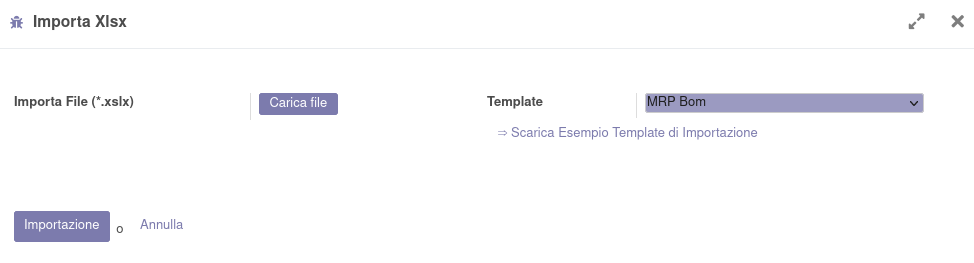 Importa Xlsx
Importa File (*.xslx)
Carica file
Template
MRP Bom
⇒ Scarica Esempio Template di Importazione
Importazione o Annulla